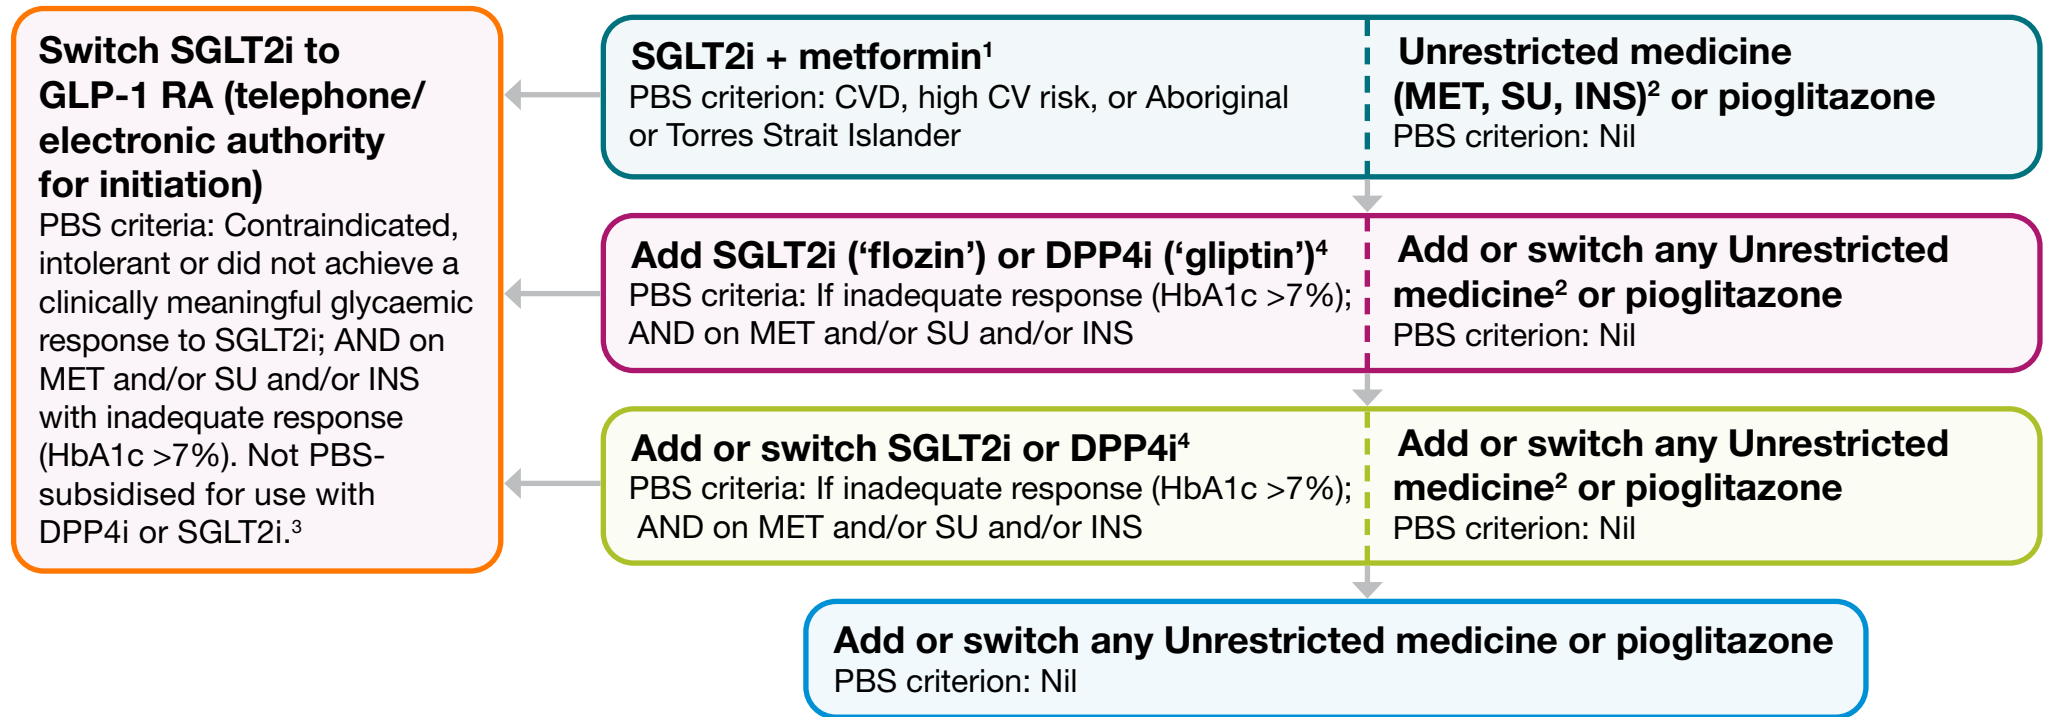 Switch SGLT2i to
GLP-1 RA (telephone/
electronic authority
for initiation)
PBS criteria: Contraindicated,
intolerant or did not achieve a
clinically meaningful glycaemic
response to SGLT2i; AND on
MET and/or SU and/or INS
with inadequate response
(HbA1c >7%). Not PBS-
subsidised for use with
DPP4i or SGLT2i.³
SGLT2i + metformin¹
PBS criterion: CVD, high CV risk, or Aboriginal
or Torres Strait Islander
Unrestricted medicine
(MET, SU, INS)² or pioglitazone
PBS criterion: Nil
Add SGLT2i (‘flozin’) or DPP4i (‘gliptin’)⁴
PBS criteria: If inadequate response (HbA1c >7%);
AND on MET and/or SU and/or INS
Add or switch any Unrestricted
medicine² or pioglitazone
PBS criterion: Nil
Add or switch SGLT2i or DPP4i⁴
PBS criteria: If inadequate response (HbA1c >7%);
AND on MET and/or SU and/or INS
Add or switch any Unrestricted
medicine² or pioglitazone
PBS criterion: Nil
Add or switch any Unrestricted medicine or pioglitazone
PBS criterion: Nil